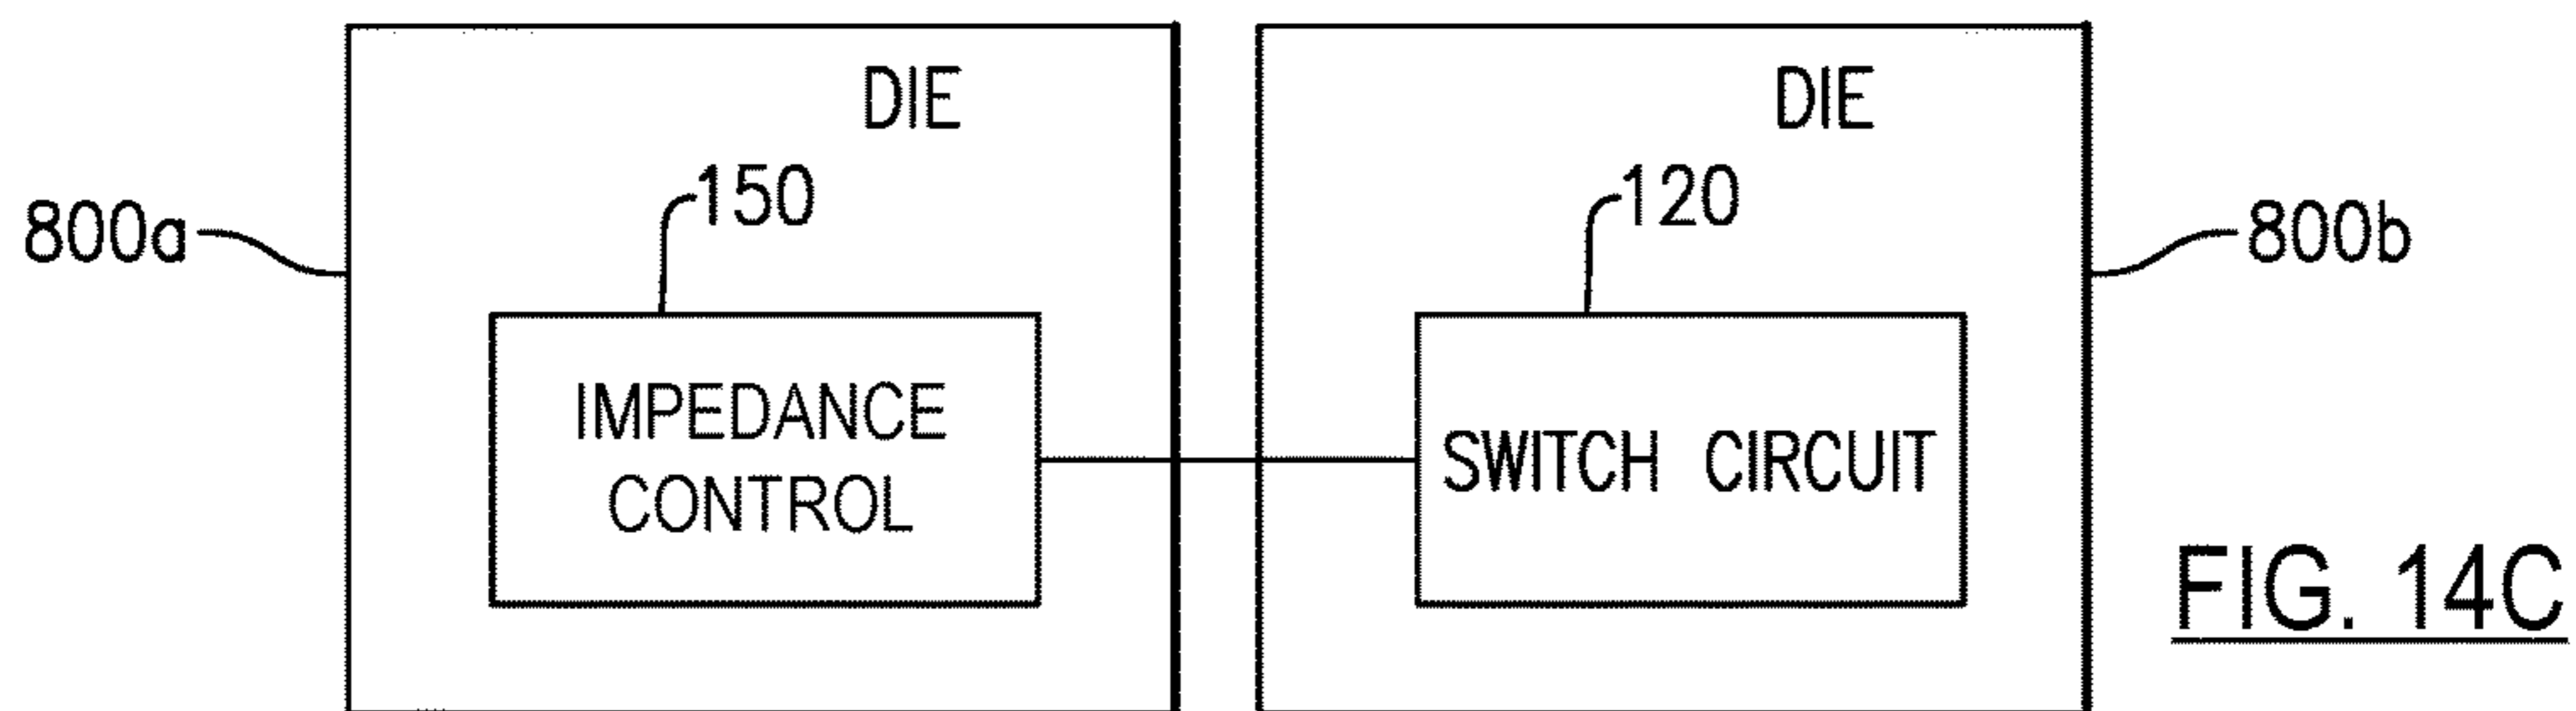 DIE
DIE
150
120
800a
800b
IMPEDANCE
CONTROL
SWITCH CIRCUIT
FIG. 14C